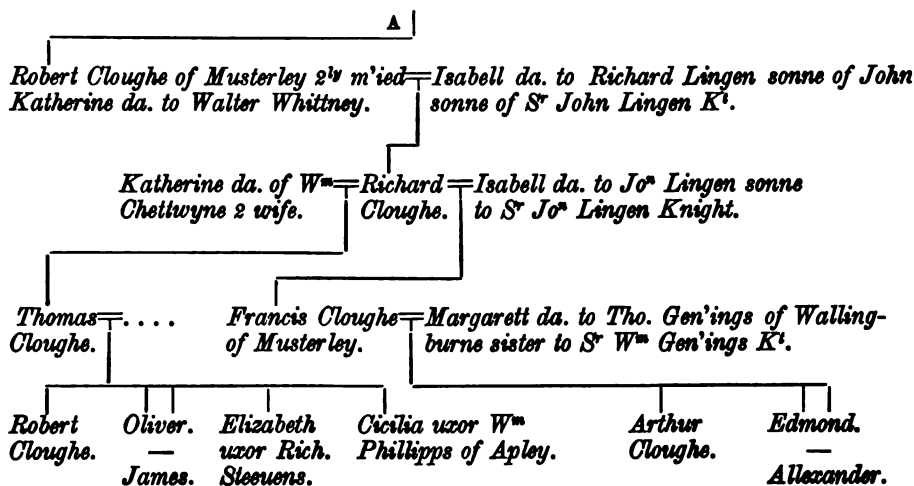 A
Robert Cloughe of Musterley 2ly m'ied Isabell da. to Richard Lingen sonne of John
Katherine da. to Walter Whittney. sonne of Sr John Lingen Kt.
Katherine da. of Wm Richard Isabell da. to Jon Lingen sonne
Chettwyne 2 wife. Cloughe. to Sr Jon Lingen Knight.
Thomas .... Francis Cloughe Margarett da. to Tho. Gen'ings of Walling-
Cloughe. of Musterley. burne sister to Sr Wm Gen'ings Kt.
Robert Oliver. Elizabeth Cicilia uxor Wm Arthur Edmond.
Cloughe. — uxor Rich. Phillipps of Apley. Cloughe. —
James. Steeuens. Allexander.